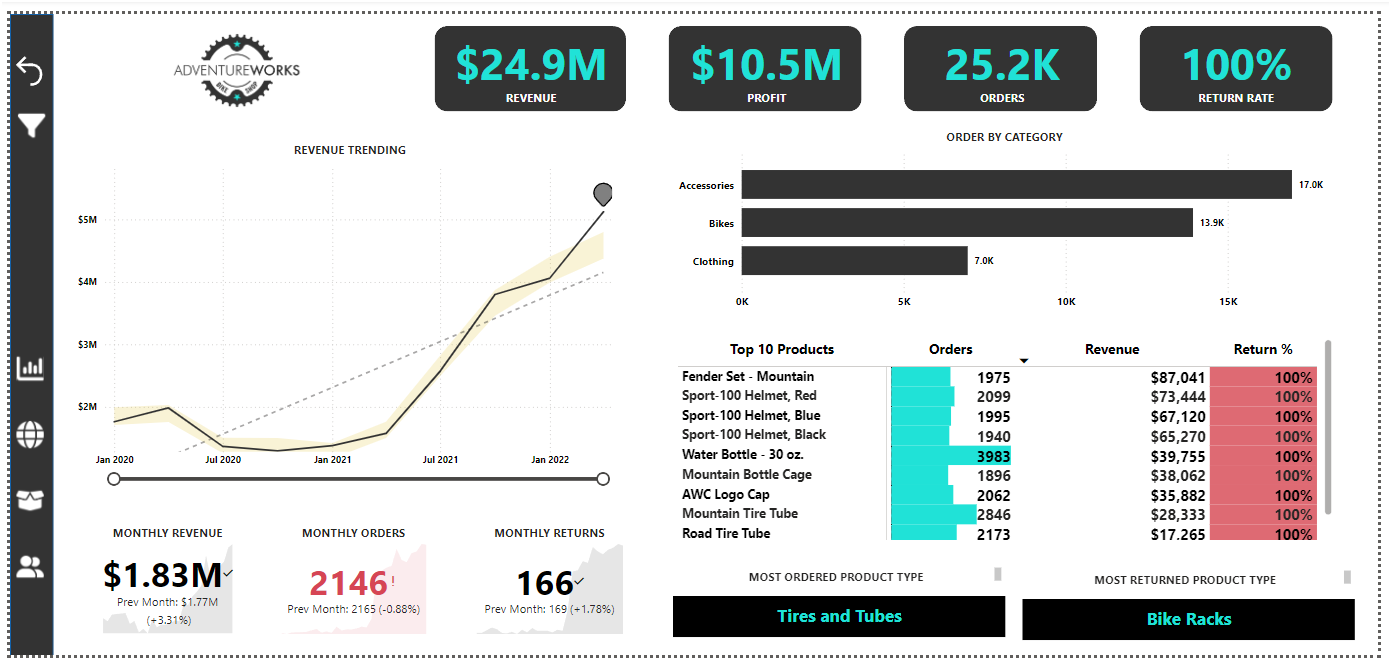 ADVENTUREWORKS
BIKE SHOP
$24.9M
REVENUE
$10.5M
PROFIT
25.2K
ORDERS
100%
RETURN RATE
REVENUE TRENDING
$5M
$4M
$3M
$2M
Jan 2020
Jul 2020
Jan 2021
Jul 2021
Jan 2022
ORDER BY CATEGORY
Accessories 17.0K
Bikes 13.9K
Clothing 7.0K
0K 5K 10K 15K
Top 10 Products Orders Revenue Return %
Fender Set - Mountain 1975 $87,041 100%
Sport-100 Helmet, Red 2099 $73,444 100%
Sport-100 Helmet, Blue 1995 $67,120 100%
Sport-100 Helmet, Black 1940 $65,270 100%
Water Bottle - 30 oz. 3983 $39,755 100%
Mountain Bottle Cage 1896 $38,062 100%
AWC Logo Cap 2062 $35,882 100%
Mountain Tire Tube 2846 $28,333 100%
Road Tire Tube 2173 $17,265 100%
MONTHLY REVENUE
$1.83M✓
Prev Month: $1.77M
(+3.31%)
MONTHLY ORDERS
2146!
Prev Month: 2165 (-0.88%)
MONTHLY RETURNS
166✓
Prev Month: 169 (+1.78%)
MOST ORDERED PRODUCT TYPE
Tires and Tubes
MOST RETURNED PRODUCT TYPE
Bike Racks